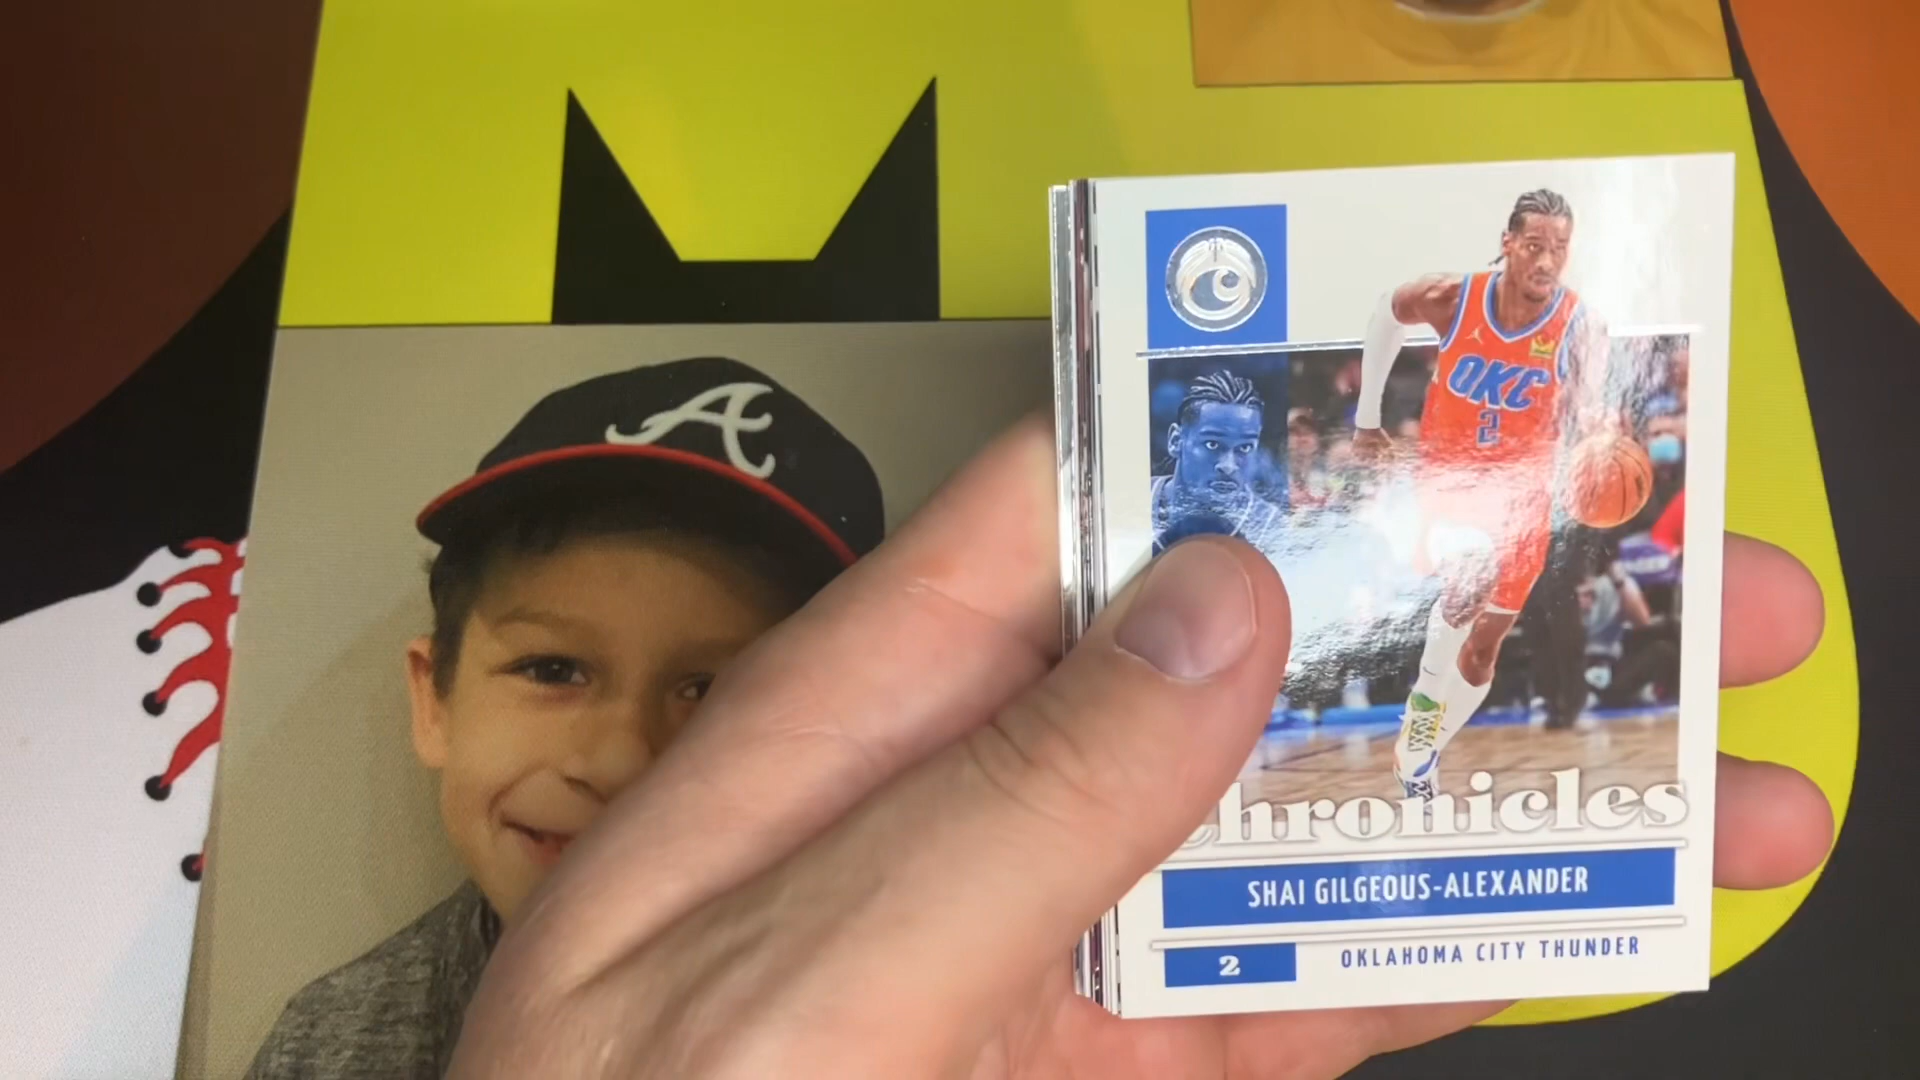 A
OKC
2
Chronicles
SHAI GILGEOUS-ALEXANDER
2
OKLAHOMA CITY THUNDER